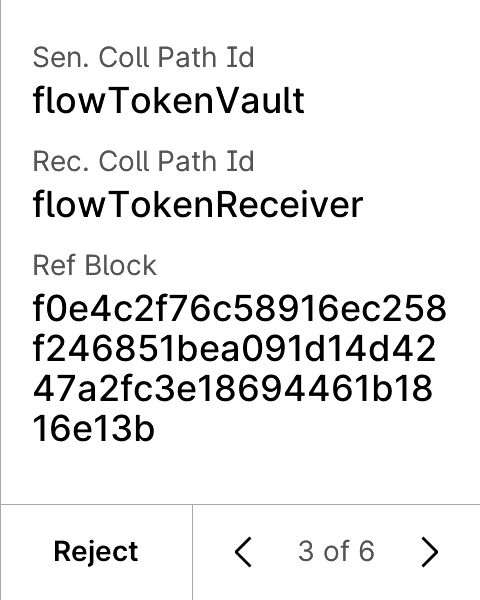 Sen. Coll Path Id
flowTokenVault
Rec. Coll Path Id
flowTokenReceiver
Ref Block
f0e4c2f76c58916ec258
f246851bea091d14d42
47a2fc3e18694461b18
16e13b
Reject
3 of 6